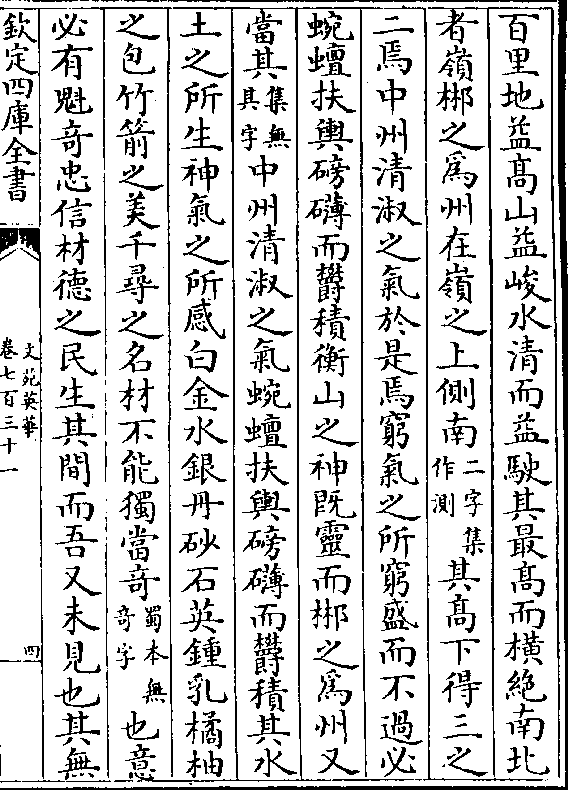 百里地益髙山益峻水清而益駛其最髙而橫絶南北
者嶺郴之為州在嶺之上側南二字集作測其髙下得三之
二焉中州清淑之氣於是焉窮氣之所窮盛而不過必
蜿蟺扶輿磅礴而鬱積衡山之神既靈而郴之為州又
當其集無其字中州清淑之氣蜿蟺扶輿磅礴而鬱積其水
土之所生神氣之所感白金水銀丹砂石英鍾乳橘柚
之包竹箭之美千尋之名材不能獨當奇蜀本無奇字也意
必有魁奇忠信材德之民生其間而吾又未見也其無
欽定四庫全書
文苑英華
卷七百三十一
四